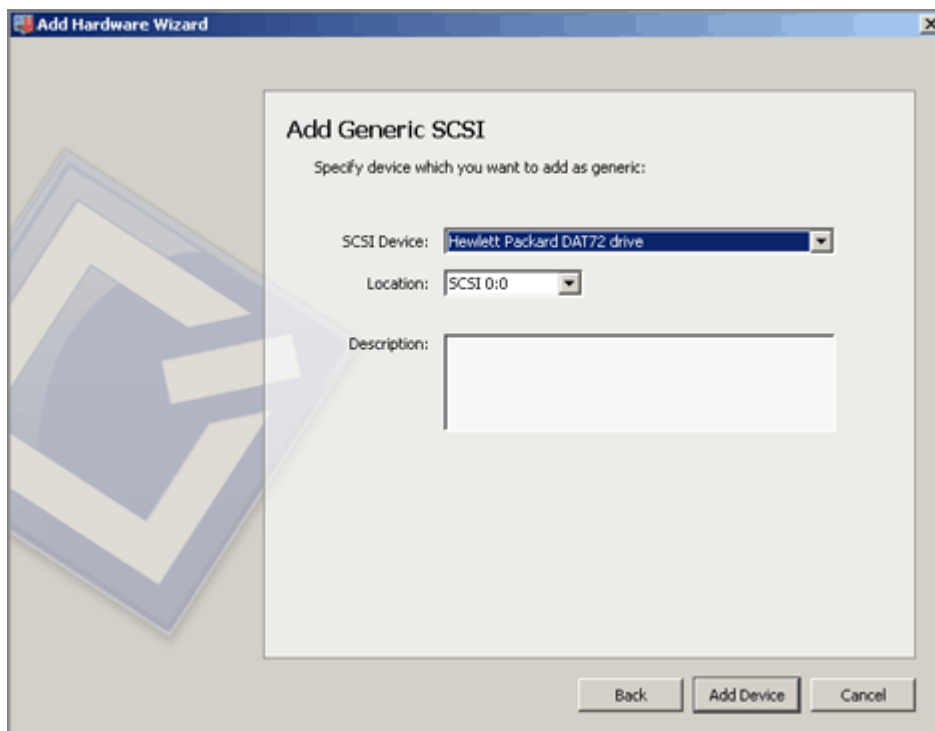 Add Hardware Wizard
Add Generic SCSI
Specify device which you want to add as generic:
SCSI Device: Hewlett Packard DAT72 drive
Location: SCSI 0:0
Description:
Back Add Device Cancel